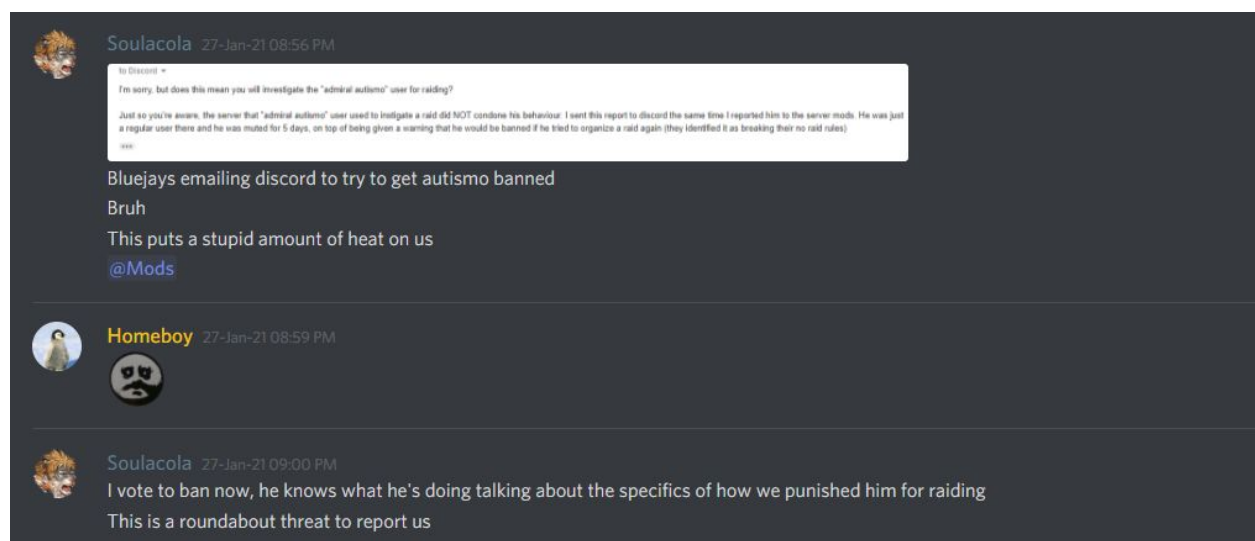 Soulacola 27-Jan-21 08:56 PM
to Discord
I'm sorry, but does this mean you will investigate the "admiral autismo" user for raiding?
Just so you're aware, the server that "admiral autismo" user used to instigate a raid did NOT condone his behaviour. I sent this report to discord the same time I reported him to the server mods. He was just
a regular user there and he was muted for 5 days, on top of being given a warning that he would be banned if he tried to organize a raid again (they identified it as breaking their no raid rules)
Bluejays emailing discord to try to get autismo banned
Bruh
This puts a stupid amount of heat on us
@Mods
Homeboy 27-Jan-21 08:59 PM
Soulacola 27-Jan-21 09:00 PM
I vote to ban now, he knows what he's doing talking about the specifics of how we punished him for raiding
This is a roundabout threat to report us